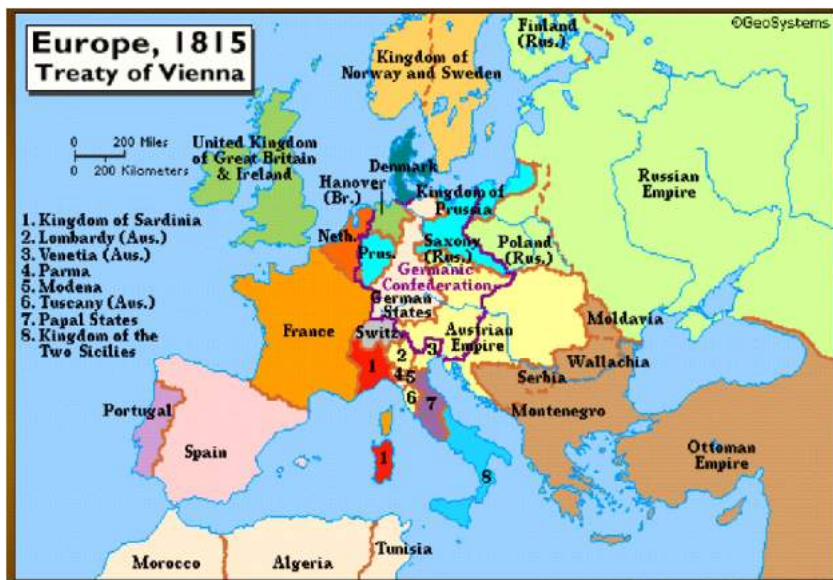 Europe, 1815
Treaty of Vienna
©GeoSystems
0 200 Miles
0 200 Kilometers
1. Kingdom of Sardinia
2. Lombardy (Aus.)
3. Venetia (Aus.)
4. Parma
5. Modena
6. Tuscany (Aus.)
7. Papal States
8. Kingdom of the
Two Sicilies
Finland
(Rus.)
Kingdom of
Norway and Sweden
United Kingdom
of Great Britain
& Ireland
Denmark
Hanover
(Br.)
Kingdom of
Prussia
Russian
Empire
Neth.
Prus.
Saxony
(Rus.)
Poland
(Rus.)
Germanic
Confederation
German
States
France
Switz.
Austrian
Empire
Moldavia
Wallachia
Serbia
Montenegro
Ottoman
Empire
Portugal
Spain
1
2
3
4
5
6
7
1
8
Morocco
Algeria
Tunisia